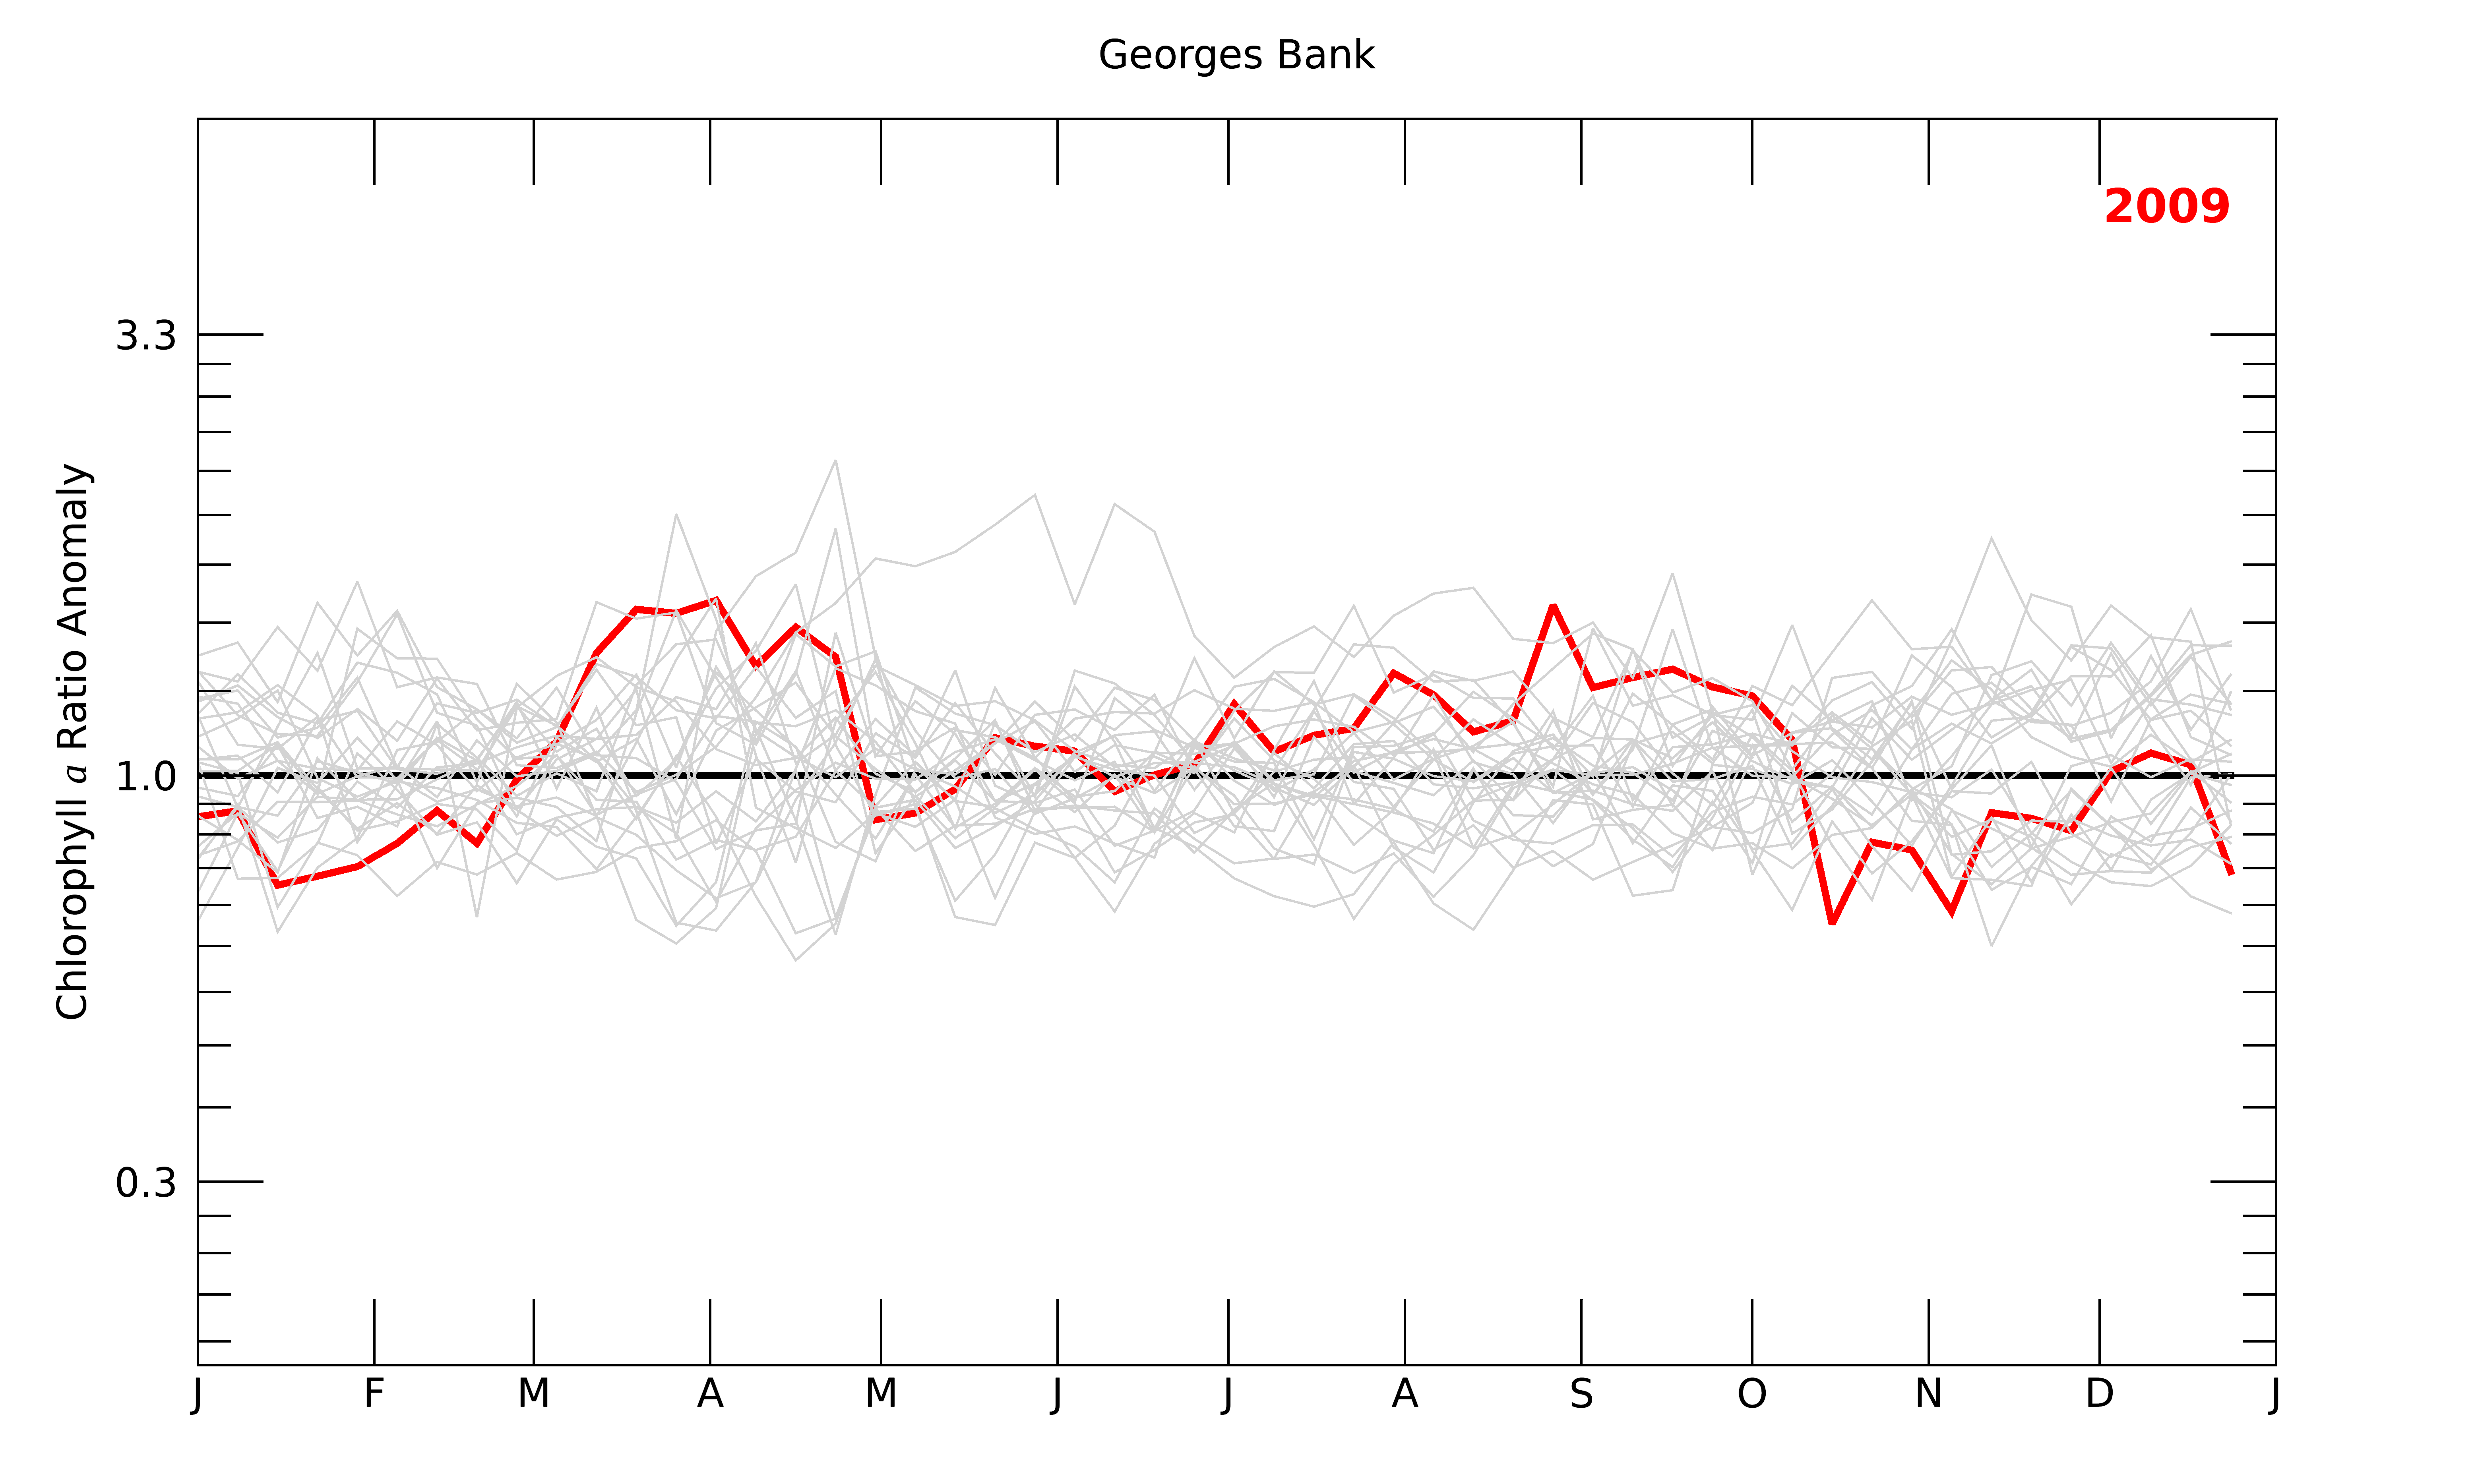 Georges Bank
2009
Chlorophyll a Ratio Anomaly
3.3
1.0
0.3
J F M A M J J A S O N D J